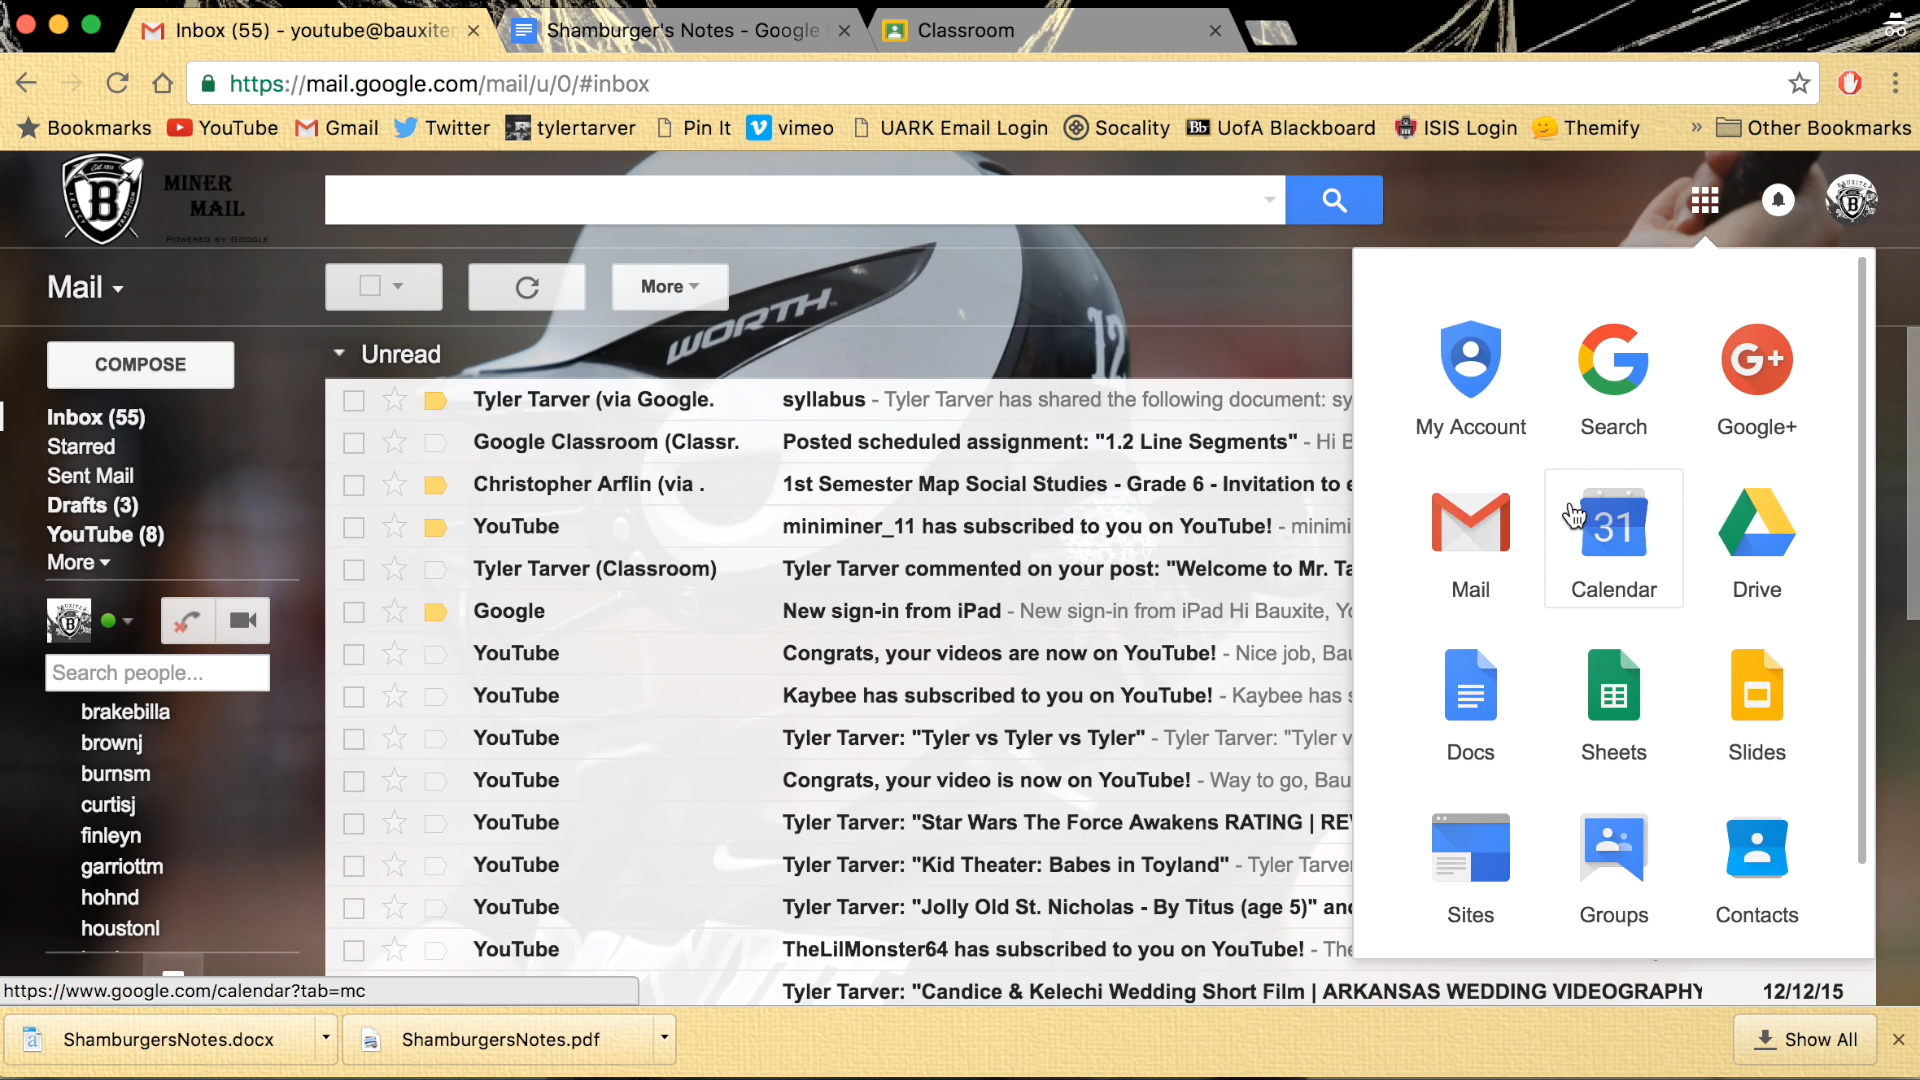 Inbox (55) - youtube@bauxiter
Shamburger's Notes - Google
Classroom
https://mail.google.com/mail/u/0/#inbox
Bookmarks YouTube Gmail Twitter tylertarver Pin It vimeo UARK Email Login Socality Bb UofA Blackboard ISIS Login Themify » Other Bookmarks
B MINER MAIL
POWERED BY GOOGLE
Mail
More
WORTH
12
COMPOSE
Inbox (55)
Starred
Sent Mail
Drafts (3)
YouTube (8)
More
Search people...
brakebilla
brownj
burnsm
curtisj
finleyn
garriottm
hohnd
houstonl
Unread
Tyler Tarver (via Google. syllabus - Tyler Tarver has shared the following document: sy
Google Classroom (Classr. Posted scheduled assignment: "1.2 Line Segments" - Hi B
Christopher Arflin (via . 1st Semester Map Social Studies - Grade 6 - Invitation to e
YouTube miniminer_11 has subscribed to you on YouTube! - minimi
Tyler Tarver (Classroom) Tyler Tarver commented on your post: "Welcome to Mr. Ta
Google New sign-in from iPad - New sign-in from iPad Hi Bauxite, Yo
YouTube Congrats, your videos are now on YouTube! - Nice job, Bau
YouTube Kaybee has subscribed to you on YouTube! - Kaybee has s
YouTube Tyler Tarver: "Tyler vs Tyler vs Tyler" - Tyler Tarver: "Tyler v
YouTube Congrats, your video is now on YouTube! - Way to go, Bau
YouTube Tyler Tarver: "Star Wars The Force Awakens RATING | RE
YouTube Tyler Tarver: "Kid Theater: Babes in Toyland" - Tyler Tarver
YouTube Tyler Tarver: "Jolly Old St. Nicholas - By Titus (age 5)" and
YouTube TheLilMonster64 has subscribed to you on YouTube! - The
Tyler Tarver: "Candice & Kelechi Wedding Short Film | ARKANSAS WEDDING VIDEOGRAPHY 12/12/15
My Account Search Google+
31
Mail Calendar Drive
Docs Sheets Slides
Sites Groups Contacts
https://www.google.com/calendar?tab=mc
ShamburgersNotes.docx
ShamburgersNotes.pdf
Show All